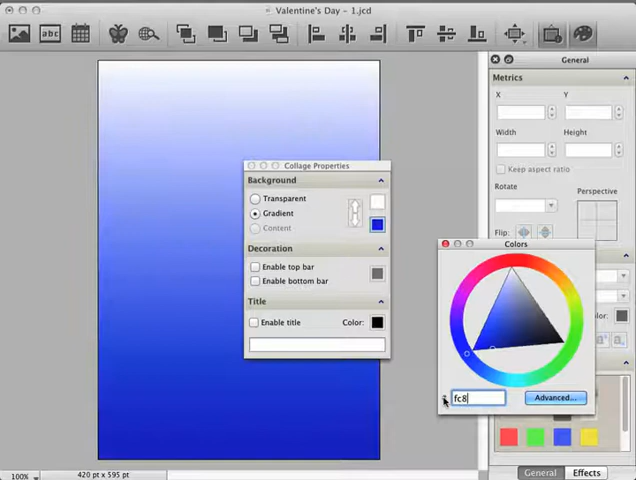 Valentine's Day – 1.jcd
abc
General
Metrics
X Y
Width Height
Keep aspect ratio
Rotate
Perspective
Flip:
Collage Properties
Background
Transparent
Gradient
Content
Decoration
Enable top bar
Enable bottom bar
Title
Enable title Color:
Colors
fc8
Advanced...
General Effects
100% 420 pt x 595 pt